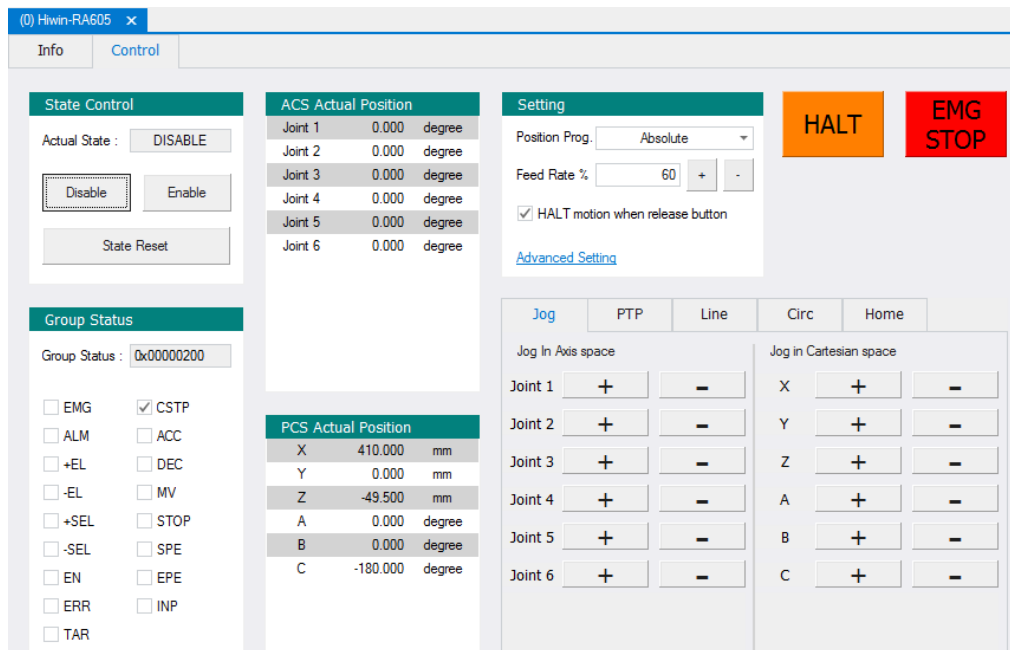 (0) Hiwin-RA605 ×
Info Control
State Control
Actual State : DISABLE
Disable Enable
State Reset
Group Status
Group Status : 0x00000200
EMG CSTP
ALM ACC
+EL DEC
-EL MV
+SEL STOP
-SEL SPE
EN EPE
ERR INP
TAR
ACS Actual Position
Joint 1 0.000 degree
Joint 2 0.000 degree
Joint 3 0.000 degree
Joint 4 0.000 degree
Joint 5 0.000 degree
Joint 6 0.000 degree
PCS Actual Position
X 410.000 mm
Y 0.000 mm
Z -49.500 mm
A 0.000 degree
B 0.000 degree
C -180.000 degree
Setting
Position Prog. Absolute
Feed Rate % 60 + -
HALT motion when release button
Advanced Setting
HALT
EMG
STOP
Jog PTP Line Circ Home
Jog In Axis space
Joint 1 + -
Joint 2 + -
Joint 3 + -
Joint 4 + -
Joint 5 + -
Joint 6 + -
Jog in Cartesian space
X + -
Y + -
Z + -
A + -
B + -
C + -